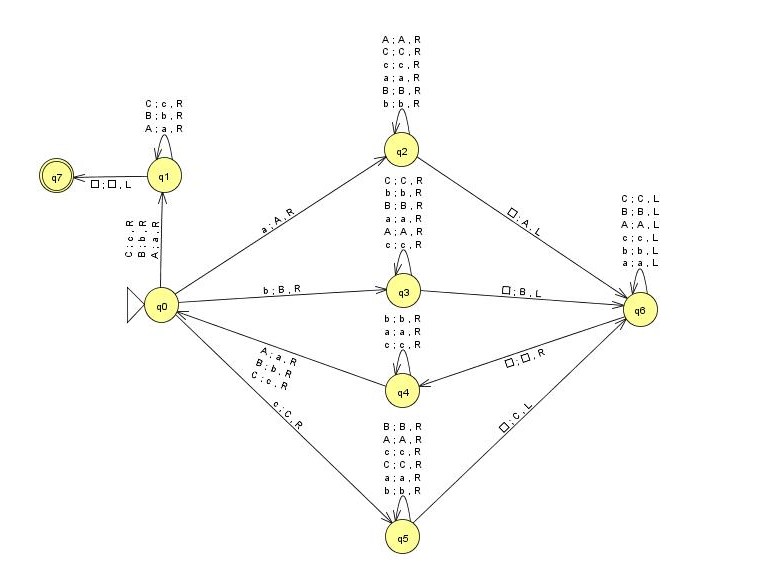 A ; A , R
C ; C , R
c ; c , R
a ; a , R
B ; B , R
b ; b , R
C ; c , R
B ; b , R
A ; a , R
q2
q7
q1
□ ; □ , L
C ; C , R
b ; b , R
B ; B , R
a ; a , R
A ; A , R
c ; c , R
C ; C , L
B ; B , L
A ; A , L
c ; c , L
b ; b , L
a ; a , L
C ; c , R
B ; b , R
A ; a , R
a ; A , R
□ ; A , L
q0
b ; B , R
q3
□ ; B , L
q6
b ; b , R
a ; a , R
c ; c , R
A ; a , R
B ; b , R
C ; c , R
□ ; □ , R
q4
c ; C , R
□ ; C , L
B ; B , R
A ; A , R
c ; c , R
C ; C , R
a ; a , R
b ; b , R
q5